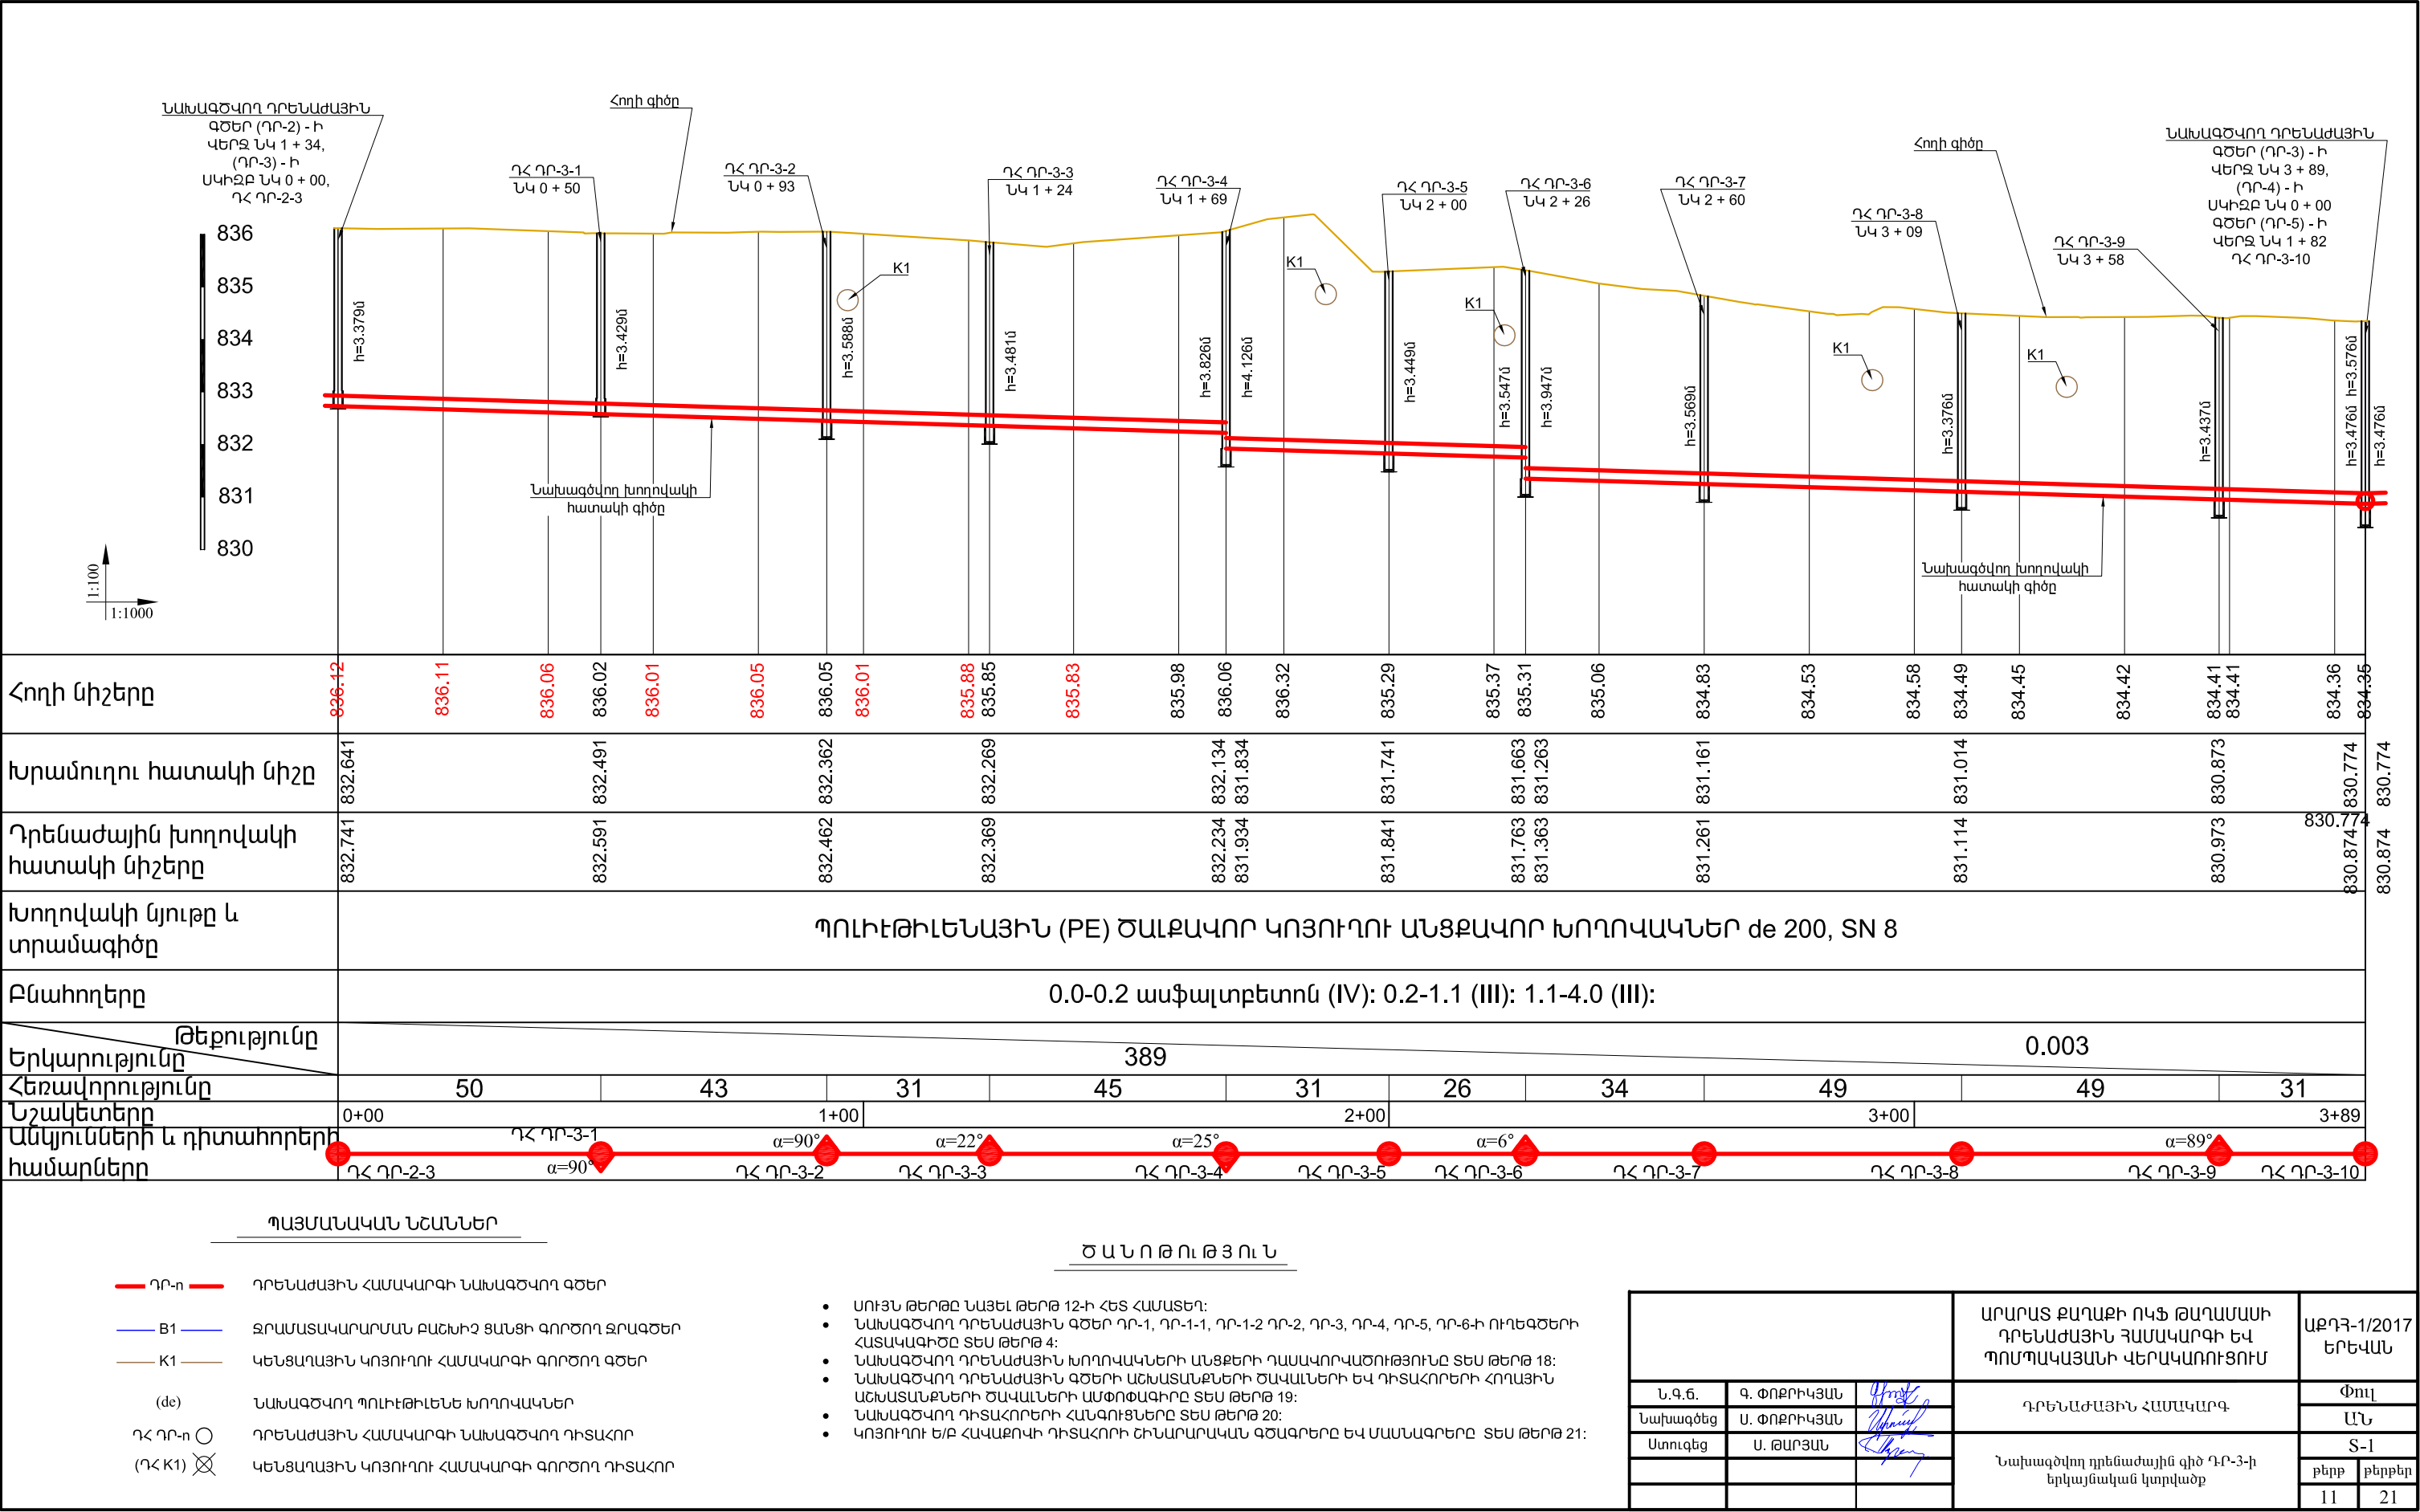 ՆԱԽԱԳԾՎՈՂ ԴՐԵՆԱԺԱՅԻՆ
ԳԾԵՐ (ԴՐ-2) - Ի
ՎԵՐՋ ՆԿ 1 + 34,
(ԴՐ-3) - Ի
ՍԿԻԶԲ ՆԿ 0 + 00,
ԴՀ ԴՐ-2-3
Հողի գիծը
ԴՀ ԴՐ-3-1
ՆԿ 0 + 50
ԴՀ ԴՐ-3-2
ՆԿ 0 + 93
ԴՀ ԴՐ-3-3
ՆԿ 1 + 24
ԴՀ ԴՐ-3-4
ՆԿ 1 + 69
ԴՀ ԴՐ-3-5
ՆԿ 2 + 00
ԴՀ ԴՐ-3-6
ՆԿ 2 + 26
ԴՀ ԴՐ-3-7
ՆԿ 2 + 60
ԴՀ ԴՐ-3-8
ՆԿ 3 + 09
Հողի գիծը
ԴՀ ԴՐ-3-9
ՆԿ 3 + 58
ՆԱԽԱԳԾՎՈՂ ԴՐԵՆԱԺԱՅԻՆ
ԳԾԵՐ (ԴՐ-3) - Ի
ՎԵՐՋ ՆԿ 3 + 89,
(ԴՐ-4) - Ի
ՍԿԻԶԲ ՆԿ 0 + 00
ԳԾԵՐ (ԴՐ-5) - Ի
ՎԵՐՋ ՆԿ 1 + 82
ԴՀ ԴՐ-3-10
836
835
834
833
832
831
830
K1
K1
K1
K1
K1
h=3.379մ
h=3.429մ
h=3.588մ
h=3.481մ
h=3.826մ
h=4.126մ
h=3.449մ
h=3.547մ
h=3.947մ
h=3.569մ
h=3.376մ
h=3.437մ
h=3.476մ h=3.576մ
h=3.476մ
Նախագծվող խողովակի
հատակի գիծը
Նախագծվող խողովակի
հատակի գիծը
1:100
1:1000
Հողի նիշերը
836.12 836.11 836.06 836.02 836.01 836.05 836.05 836.01 835.88 835.85 835.83 835.98 836.06 836.32 835.29 835.37 835.31 835.06 834.83 834.53 834.58 834.49 834.45 834.42 834.41 834.41 834.36 834.35
Խրամուղու հատակի նիշը
832.641 832.491 832.362 832.269 832.134 831.834 831.741 831.663 831.263 831.161 831.014 830.873 830.774 830.774
830.774
Դրենաժային խողովակի
հատակի նիշերը
832.741 832.591 832.462 832.369 832.234 831.934 831.841 831.763 831.363 831.261 831.114 830.973 830.874 830.874
Խողովակի նյութը և
տրամագիծը
ՊՈԼԻԷԹԻԼԵՆԱՅԻՆ (PE) ԾԱԼՔԱՎՈՐ ԿՈՅՈՒՂՈՒ ԱՆՑՔԱՎՈՐ ԽՈՂՈՎԱԿՆԵՐ de 200, SN 8
Բնահողերը
0.0-0.2 ասֆալտբետոն (IV): 0.2-1.1 (III): 1.1-4.0 (III):
Թեքությունը
Երկարությունը
389
0.003
Հեռավորությունը
50 43 31 45 31 26 34 49 49 31
Նշակետերը
0+00 1+00 2+00 3+00 3+89
Անկյունների և դիտահորերի
համարները
ԴՀ ԴՐ-3-1 α=90° α=22° α=25° α=6° α=89°
ԴՀ ԴՐ-2-3 α=90° ԴՀ ԴՐ-3-2 ԴՀ ԴՐ-3-3 ԴՀ ԴՐ-3-4 ԴՀ ԴՐ-3-5 ԴՀ ԴՐ-3-6 ԴՀ ԴՐ-3-7 ԴՀ ԴՐ-3-8 ԴՀ ԴՐ-3-9 ԴՀ ԴՐ-3-10
ՊԱՅՄԱՆԱԿԱՆ ՆՇԱՆՆԵՐ
ԴՐ-n ԴՐԵՆԱԺԱՅԻՆ ՀԱՄԱԿԱՐԳԻ ՆԱԽԱԳԾՎՈՂ ԳԾԵՐ
B1 ՋՐԱՄԱՏԱԿԱՐԱՐՄԱՆ ԲԱՇԽԻՉ ՑԱՆՑԻ ԳՈՐԾՈՂ ՋՐԱԳԾԵՐ
K1 ԿԵՆՑԱՂԱՅԻՆ ԿՈՅՈՒՂՈՒ ՀԱՄԱԿԱՐԳԻ ԳՈՐԾՈՂ ԳԾԵՐ
(de) ՆԱԽԱԳԾՎՈՂ ՊՈԼԻԷԹԻԼԵՆԵ ԽՈՂՈՎԱԿՆԵՐ
ԴՀ ԴՐ-n ԴՐԵՆԱԺԱՅԻՆ ՀԱՄԱԿԱՐԳԻ ՆԱԽԱԳԾՎՈՂ ԴԻՏԱՀՈՐ
(ԴՀ K1) ԿԵՆՑԱՂԱՅԻՆ ԿՈՅՈՒՂՈՒ ՀԱՄԱԿԱՐԳԻ ԳՈՐԾՈՂ ԴԻՏԱՀՈՐ
ԾԱՆՈԹՈւԹՅՈւՆ
• ՍՈՒՅՆ ԹԵՐԹԸ ՆԱՅԵԼ ԹԵՐԹ 12-Ի ՀԵՏ ՀԱՄԱՏԵՂ:
• ՆԱԽԱԳԾՎՈՂ ԴՐԵՆԱԺԱՅԻՆ ԳԾԵՐ ԴՐ-1, ԴՐ-1-1, ԴՐ-1-2 ԴՐ-2, ԴՐ-3, ԴՐ-4, ԴՐ-5, ԴՐ-6-Ի ՈՒՂԵԳԾԵՐԻ
ՀԱՏԱԿԱԳԻԾԸ ՏԵՍ ԹԵՐԹ 4:
• ՆԱԽԱԳԾՎՈՂ ԴՐԵՆԱԺԱՅԻՆ ԽՈՂՈՎԱԿՆԵՐԻ ԱՆՑՔԵՐԻ ԴԱՍԱՎՈՐՎԱԾՈՒԹՅՈՒՆԸ ՏԵՍ ԹԵՐԹ 18:
• ՆԱԽԱԳԾՎՈՂ ԴՐԵՆԱԺԱՅԻՆ ԳԾԵՐԻ ԱՇԽԱՏԱՆՔՆԵՐԻ ԾԱՎԱԼՆԵՐԻ ԵՎ ԴԻՏԱՀՈՐԵՐԻ ՀՈՂԱՅԻՆ
ԱՇԽԱՏԱՆՔՆԵՐԻ ԾԱՎԱԼՆԵՐԻ ԱՄՓՈՓԱԳԻՐԸ ՏԵՍ ԹԵՐԹ 19:
• ՆԱԽԱԳԾՎՈՂ ԴԻՏԱՀՈՐԵՐԻ ՀԱՆԳՈՒՅՑՆԵՐԸ ՏԵՍ ԹԵՐԹ 20:
• ԿՈՅՈՒՂՈՒ Ե/Բ ՀԱՎԱՔՈՎԻ ԴԻՏԱՀՈՐԻ ՇԻՆԱՐԱՐԱԿԱՆ ԳԾԱԳՐԵՐԸ ԵՎ ՄԱՍՆԱԳՐԵՐԸ ՏԵՍ ԹԵՐԹ 21:
ԱՐԱՐԱՏ ՔԱՂԱՔԻ ՈԿՖ ԹԱՂԱՄԱՍԻ
ԴՐԵՆԱԺԱՅԻՆ ՀԱՄԱԿԱՐԳԻ ԵՎ
ՊՈՄՊԱԿԱՅԱՆԻ ՎԵՐԱԿԱՌՈՒՑՈՒՄ
ԱՔԴՀ-1/2017
ԵՐԵՎԱՆ
Ն.Գ.Ճ. Գ. ՓՈՔՐԻԿՅԱՆ
Նախագծեց Ս. ՓՈՔՐԻԿՅԱՆ
Ստուգեց Ս. ԹԱՐՅԱՆ
ԴՐԵՆԱԺԱՅԻՆ ՀԱՄԱԿԱՐԳ
Փուլ
ԱՆ
Նախագծվող դրենաժային գիծ ԴՐ-3-ի
երկայնական կտրվածք
S-1
թերթ թերթեր
11 21